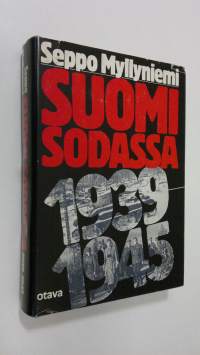 Seppo Myllyniemi
SUOMI
SODASSA
1939
1945
otava